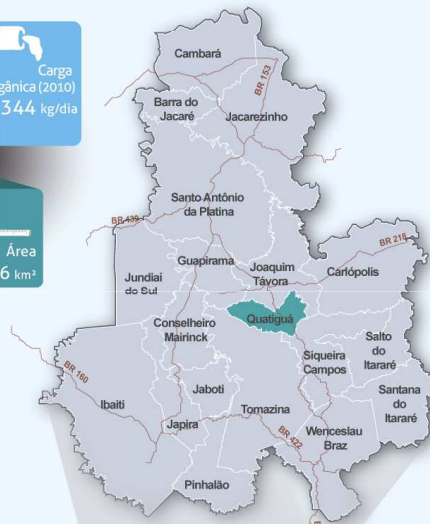 Carga
gânica (2010)
344 kg/dia
Área
6 km²
Cambará
BR 153
Barra do
Jacaré
Jacarezinho
Santo Antônio
da Platina
BR 439
BR 218
Guapirama
Joaquim
Távora
Carlópolis
Jundiaí
do Sul
Quatiguá
Conselheiro
Mairinck
Salto
do
Itararé
Siqueira
Campos
BR 160
Jaboti
Santana
do
Itararé
Ibaiti
Tomazina
Japira
BR 422
Wenceslau
Braz
Pinhalão